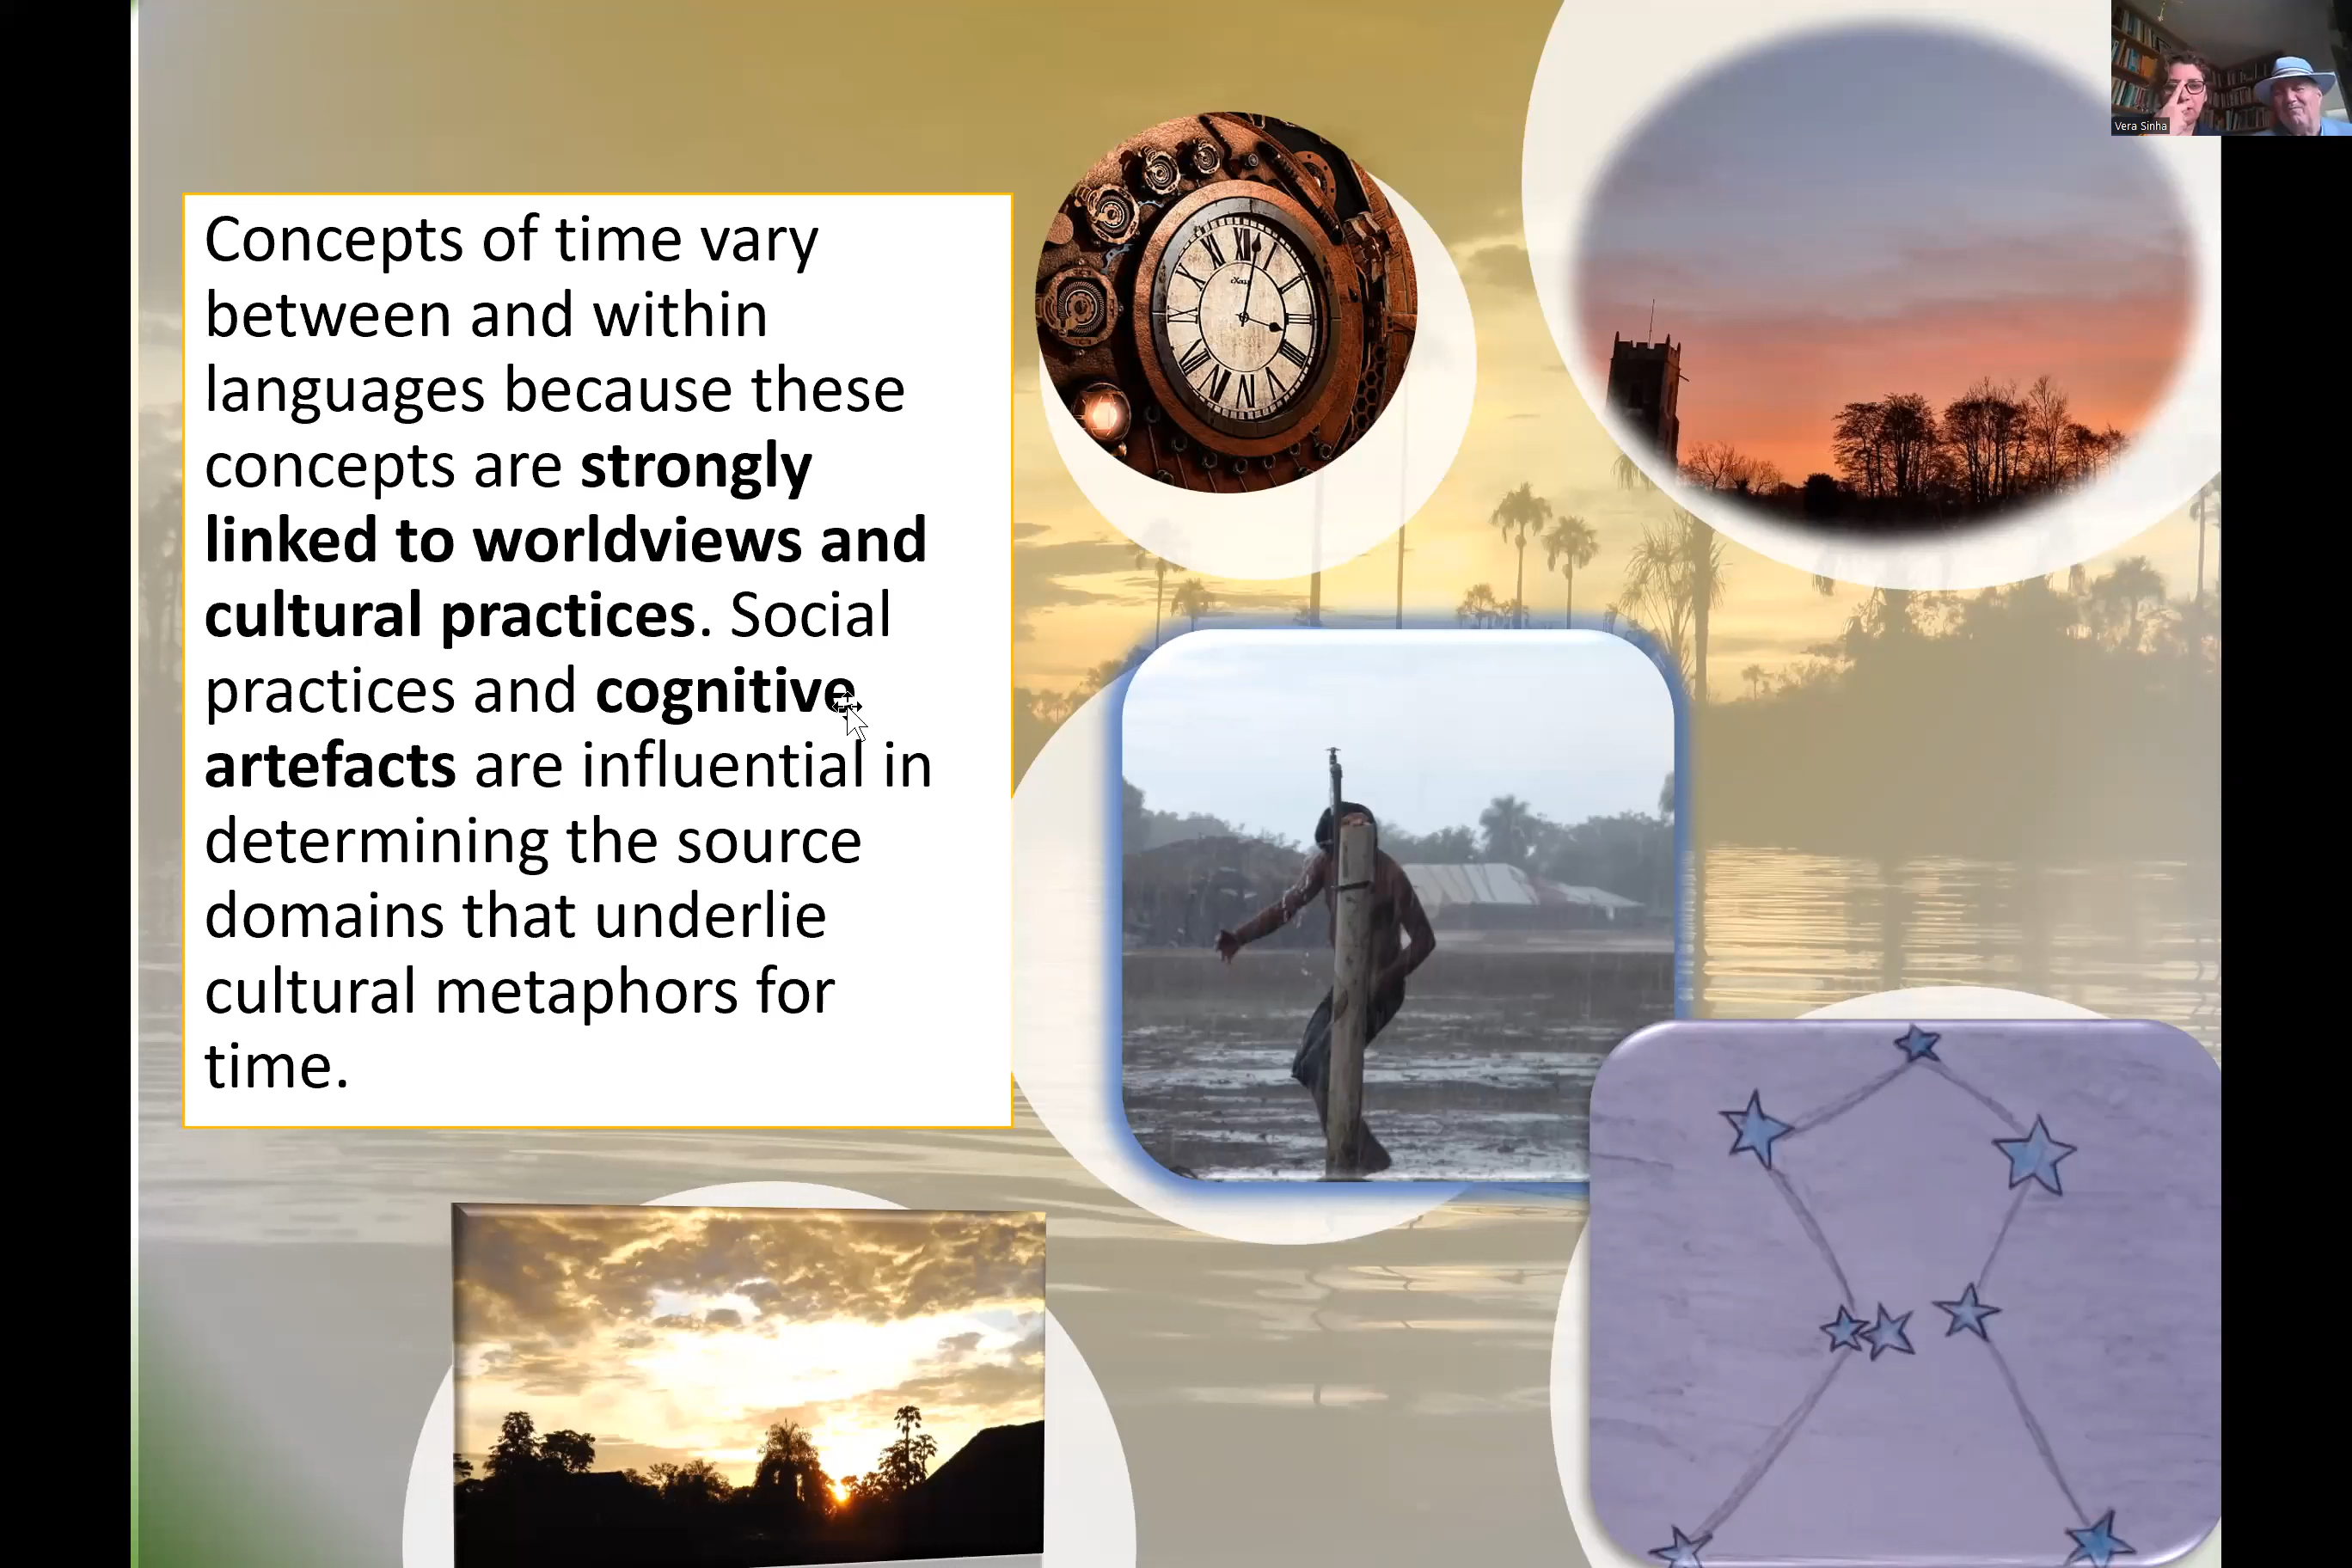 Concepts of time vary
between and within
languages because these
concepts are strongly
linked to worldviews and
cultural practices. Social
practices and cognitive
artefacts are influential in
determining the source
domains that underlie
cultural metaphors for
time.
Vera Sinha